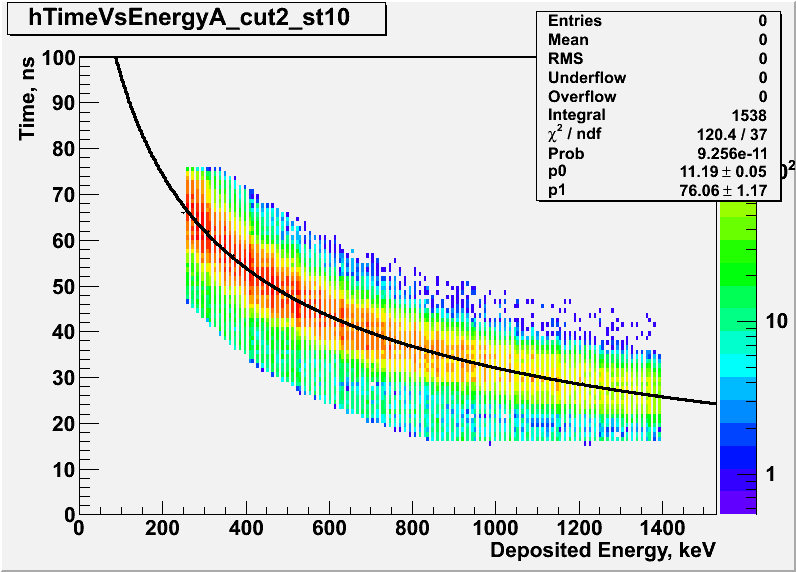 hTimeVsEnergyA_cut2_st10
Entries 0
Mean 0
RMS 0
Underflow 0
Overflow 0
Integral 1538
χ² / ndf 120.4 / 37
Prob 9.256e-11
p0 11.19 ± 0.05
p1 76.06 ± 1.17
Time, ns
100
90
80
70
60
50
40
30
20
10
0
0 200 400 600 800 1000 1200 1400
Deposited Energy, keV
10
1